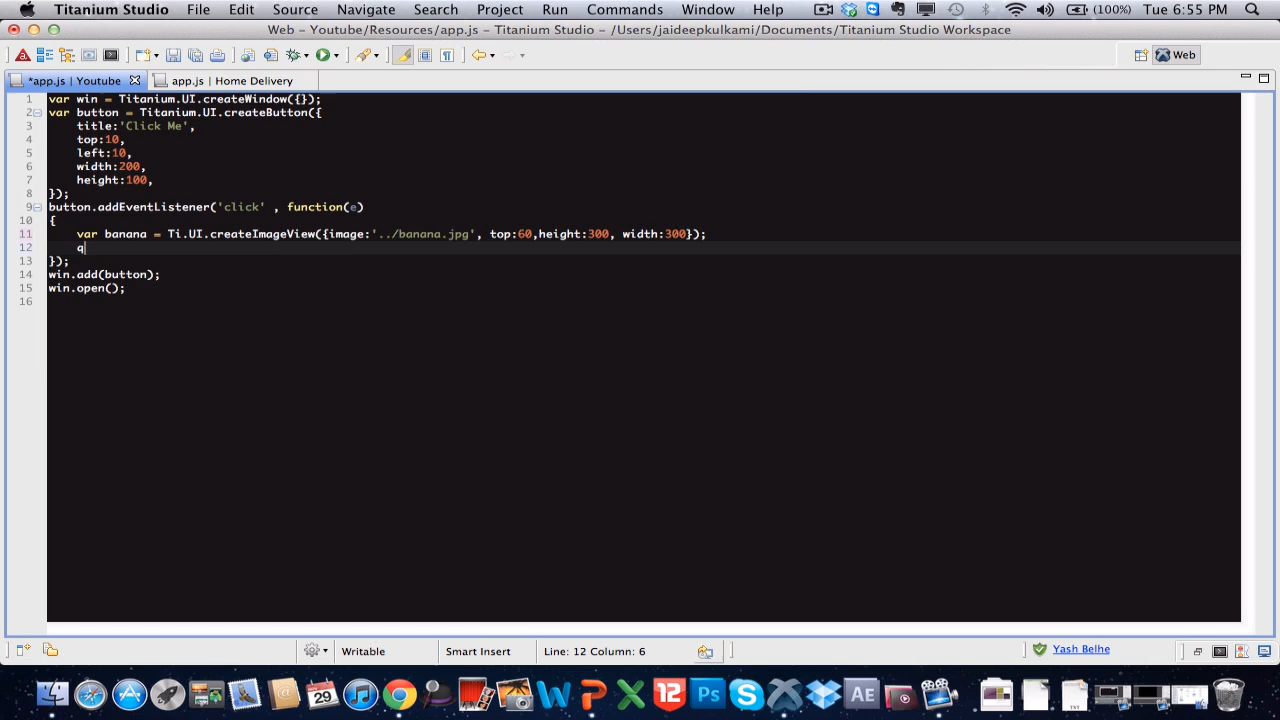 Titanium Studio File Edit Source Navigate Search Project Run Commands Window Help (100%) Tue 6:55 PM
Web – Youtube/Resources/app.js – Titanium Studio – /Users/jaideepkulkami/Documents/Titanium Studio Workspace
Web
*app.js | Youtube app.js | Home Delivery
1 var win = Titanium.UI.createWindow({});
2 var button = Titanium.UI.createButton({
3 title:'Click Me',
4 top:10,
5 left:10,
6 width:200,
7 height:100,
8 });
9 button.addEventListener('click' , function(e)
10 {
11 var banana = Ti.UI.createImageView({image:'../banana.jpg', top:60,height:300, width:300});
12 q
13 });
14 win.add(button);
15 win.open();
16
Writable Smart Insert Line: 12 Column: 6 Yash Belhe
29 12 Ps AE